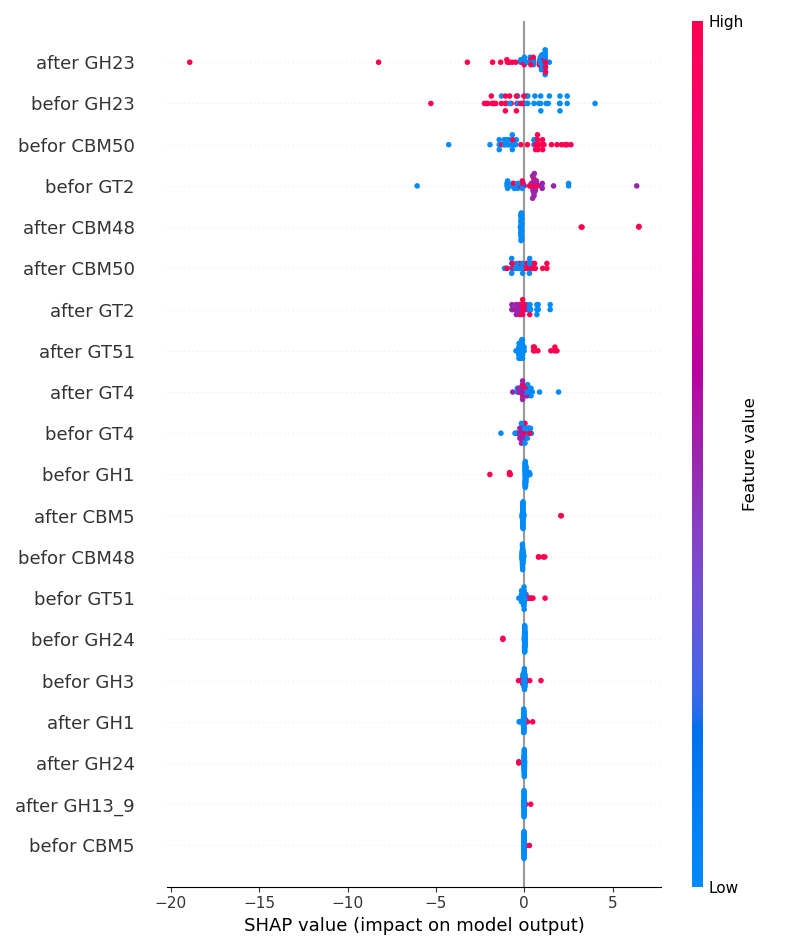 High
after GH23
befor GH23
befor CBM50
befor GT2
after CBM48
after CBM50
after GT2
after GT51
after GT4
befor GT4
befor GH1
after CBM5
befor CBM48
befor GT51
befor GH24
befor GH3
after GH1
after GH24
after GH13_9
befor CBM5
Feature value
Low
−20 −15 −10 −5 0 5
SHAP value (impact on model output)